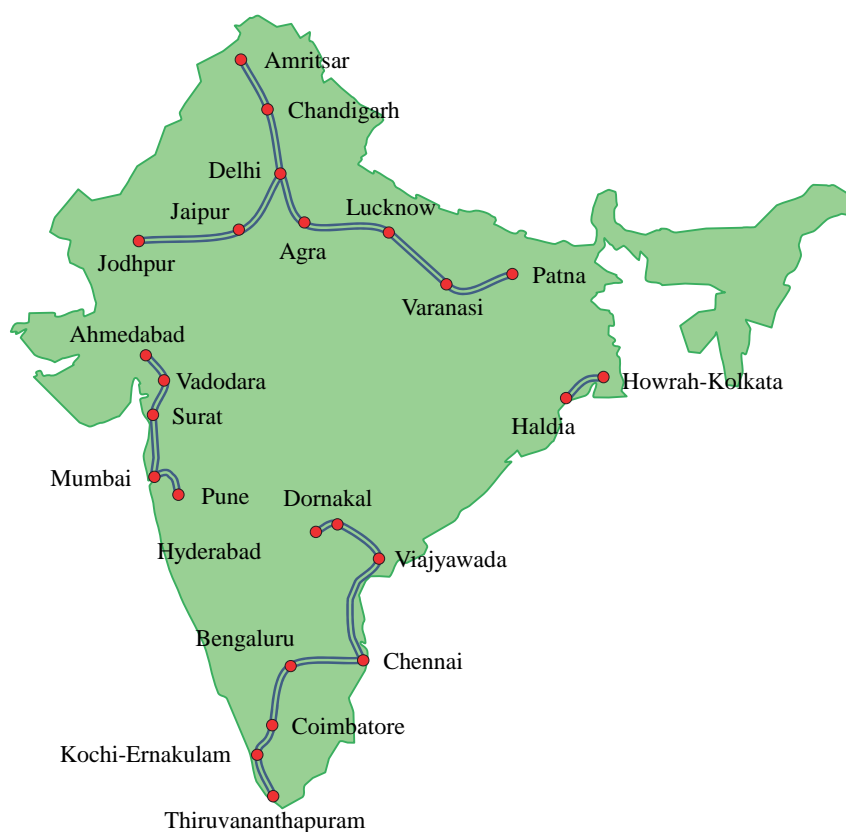 Amritsar
Chandigarh
Delhi
Jaipur
Lucknow
Agra
Jodhpur
Patna
Varanasi
Ahmedabad
Vadodara
Howrah-Kolkata
Surat
Haldia
Mumbai
Pune
Dornakal
Hyderabad
Viajyawada
Bengaluru
Chennai
Coimbatore
Kochi-Ernakulam
Thiruvananthapuram